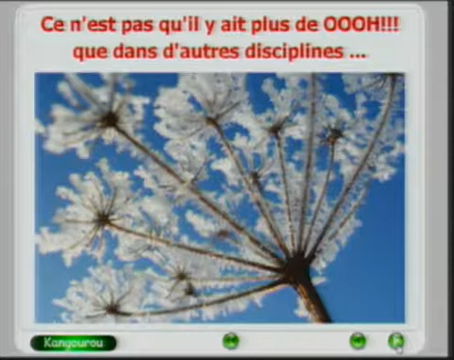 Ce n'est pas qu'il y ait plus de OOOH!!!
que dans d'autres disciplines ...
Kangourou